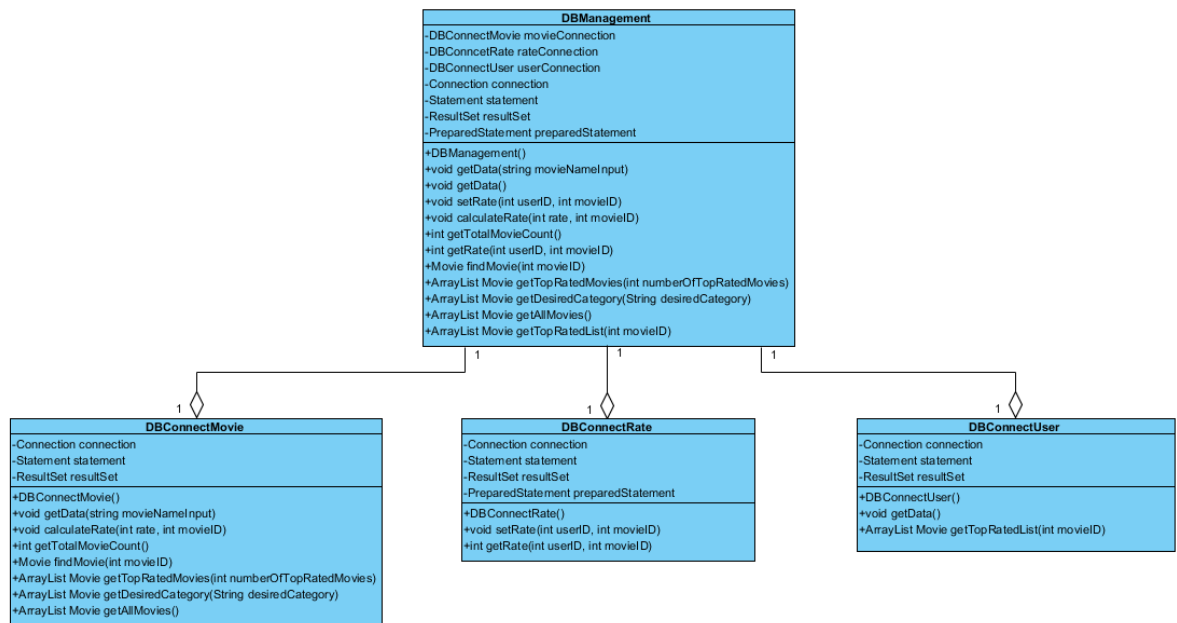 DBManagement
-DBConnectMovie movieConnection
-DBConncetRate rateConnection
-DBConnectUser userConnection
-Connection connection
-Statement statement
-ResultSet resultSet
-PreparedStatement preparedStatement
+DBManagement()
+void getData(string movieNameInput)
+void getData()
+void setRate(int userID, int movieID)
+void calculateRate(int rate, int movieID)
+int getTotalMovieCount()
+int getRate(int userID, int movieID)
+Movie findMovie(int movieID)
+ArrayList Movie getTopRatedMovies(int numberOfTopRatedMovies)
+ArrayList Movie getDesiredCategory(String desiredCategory)
+ArrayList Movie getAllMovies()
+ArrayList Movie getTopRatedList(int movieID)
1
1
1
1
1
1
DBConnectMovie
-Connection connection
-Statement statement
-ResultSet resultSet
+DBConnectMovie()
+void getData(string movieNameInput)
+void calculateRate(int rate, int movieID)
+int getTotalMovieCount()
+Movie findMovie(int movieID)
+ArrayList Movie getTopRatedMovies(int numberOfTopRatedMovies)
+ArrayList Movie getDesiredCategory(String desiredCategory)
+ArrayList Movie getAllMovies()
DBConnectRate
-Connection connection
-Statement statement
-ResultSet resultSet
-PreparedStatement preparedStatement
+DBConnectRate()
+void setRate(int userID, int movieID)
+int getRate(int userID, int movieID)
DBConnectUser
-Connection connection
-Statement statement
-ResultSet resultSet
+DBConnectUser()
+void getData()
+ArrayList Movie getTopRatedList(int movieID)